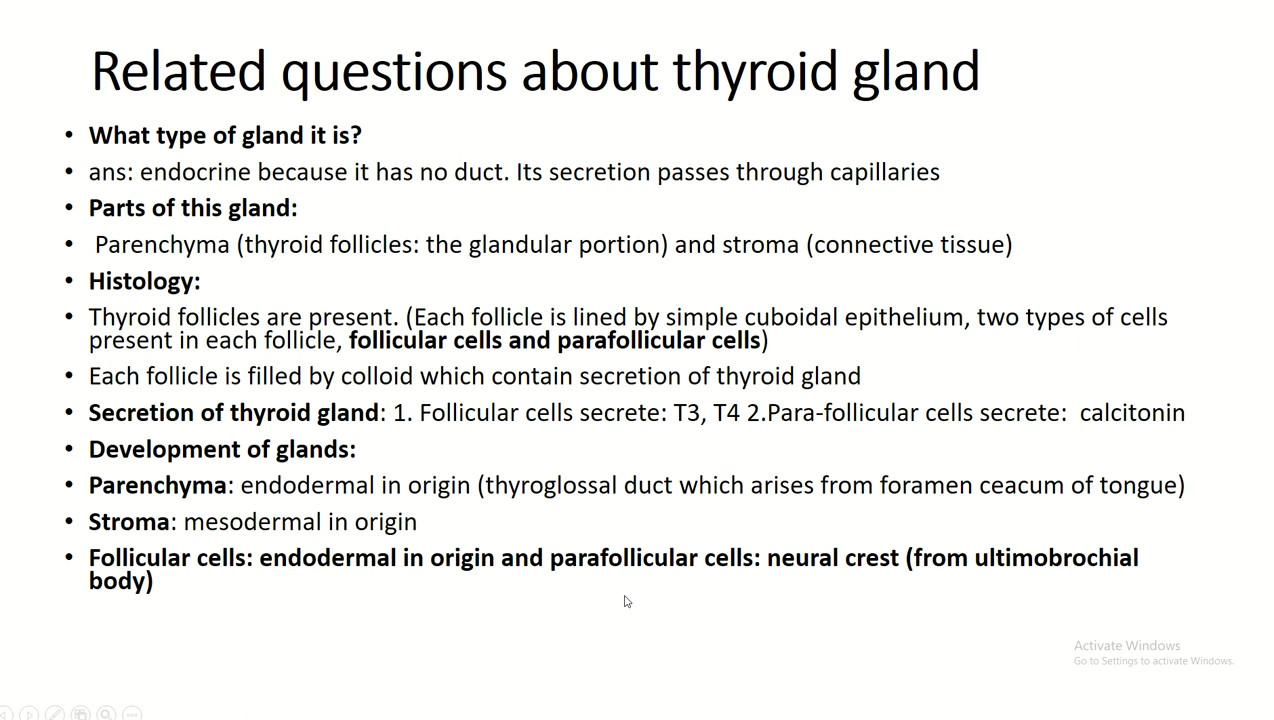 Related questions about thyroid gland
• What type of gland it is?
• ans: endocrine because it has no duct. Its secretion passes through capillaries
• Parts of this gland:
• Parenchyma (thyroid follicles: the glandular portion) and stroma (connective tissue)
• Histology:
• Thyroid follicles are present. (Each follicle is lined by simple cuboidal epithelium, two types of cells
present in each follicle, follicular cells and parafollicular cells)
• Each follicle is filled by colloid which contain secretion of thyroid gland
• Secretion of thyroid gland: 1. Follicular cells secrete: T3, T4 2.Para-follicular cells secrete:  calcitonin
• Development of glands:
• Parenchyma: endodermal in origin (thyroglossal duct which arises from foramen ceacum of tongue)
• Stroma: mesodermal in origin
• Follicular cells: endodermal in origin and parafollicular cells: neural crest (from ultimobrochial
body)
Activate Windows
Go to Settings to activate Windows.